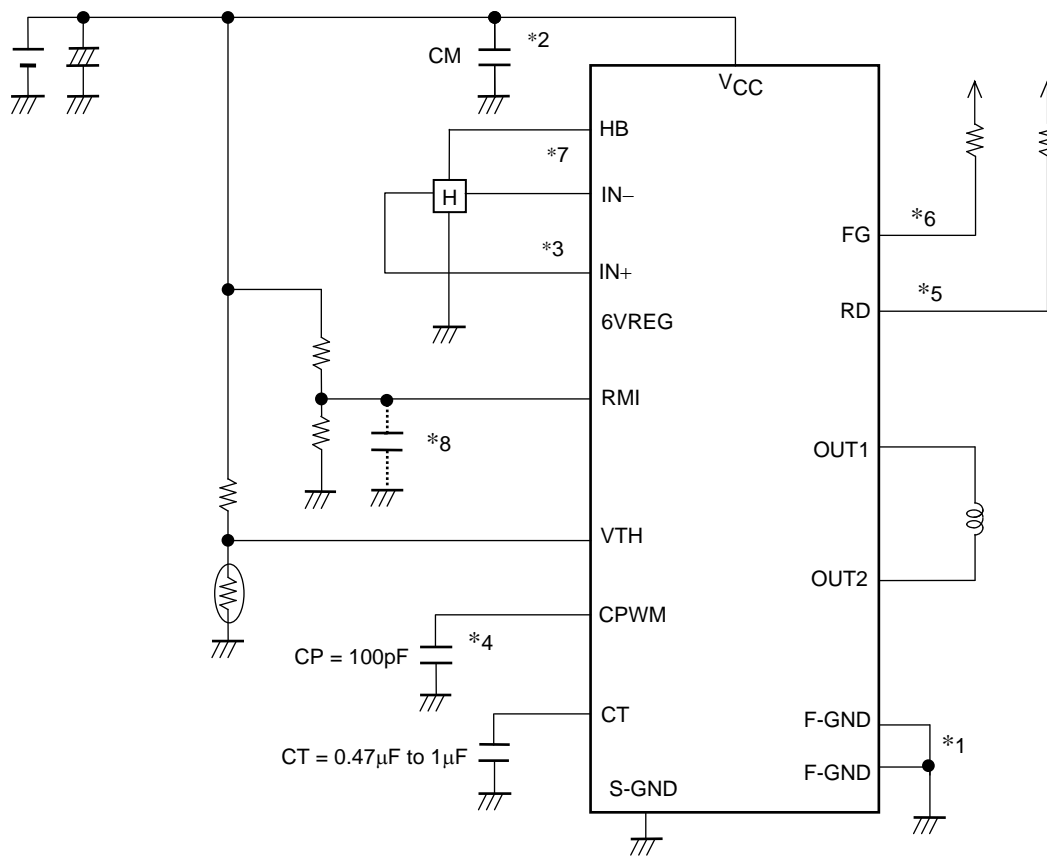 CM
*2
VCC
HB
*7
H
IN−
*6
FG
*3
IN+
*5
RD
6VREG
RMI
*8
OUT1
VTH
OUT2
CPWM
*4
CP = 100pF
CT
F-GND
*1
CT = 0.47μF to 1μF
F-GND
S-GND